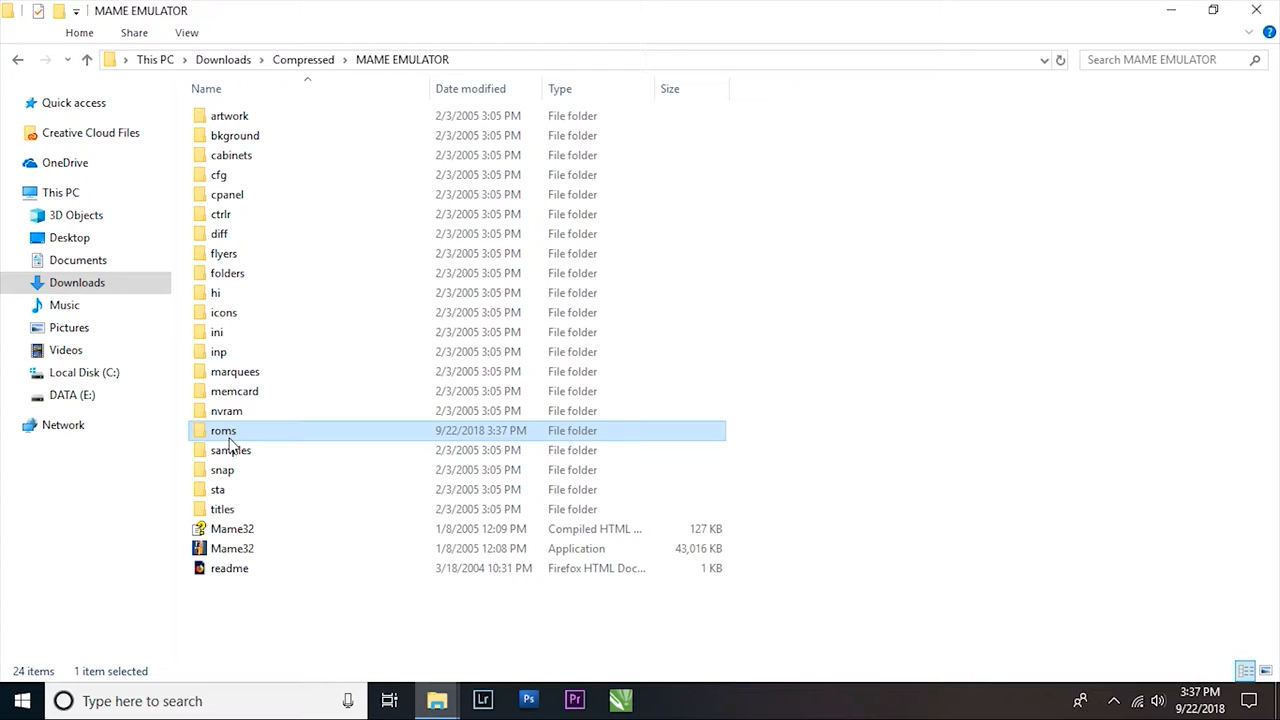 MAME EMULATOR
Home Share View
This PC Downloads Compressed MAME EMULATOR Search MAME EMULATOR
Name Date modified Type Size
Quick access
Creative Cloud Files
OneDrive
This PC
3D Objects
Desktop
Documents
Downloads
Music
Pictures
Videos
Local Disk (C:)
DATA (E:)
Network
artwork 2/3/2005 3:05 PM File folder
bkground 2/3/2005 3:05 PM File folder
cabinets 2/3/2005 3:05 PM File folder
cfg 2/3/2005 3:05 PM File folder
cpanel 2/3/2005 3:05 PM File folder
ctrlr 2/3/2005 3:05 PM File folder
diff 2/3/2005 3:05 PM File folder
flyers 2/3/2005 3:05 PM File folder
folders 2/3/2005 3:05 PM File folder
hi 2/3/2005 3:05 PM File folder
icons 2/3/2005 3:05 PM File folder
ini 2/3/2005 3:05 PM File folder
inp 2/3/2005 3:05 PM File folder
marquees 2/3/2005 3:05 PM File folder
memcard 2/3/2005 3:05 PM File folder
nvram 2/3/2005 3:05 PM File folder
roms 9/22/2018 3:37 PM File folder
samples 2/3/2005 3:05 PM File folder
snap 2/3/2005 3:05 PM File folder
sta 2/3/2005 3:05 PM File folder
titles 2/3/2005 3:05 PM File folder
Mame32 1/8/2005 12:09 PM Compiled HTML ... 127 KB
Mame32 1/8/2005 12:08 PM Application 43,016 KB
readme 3/18/2004 10:31 PM Firefox HTML Doc... 1 KB
24 items 1 item selected
Type here to search Lr Ps Pr 3:37 PM
9/22/2018